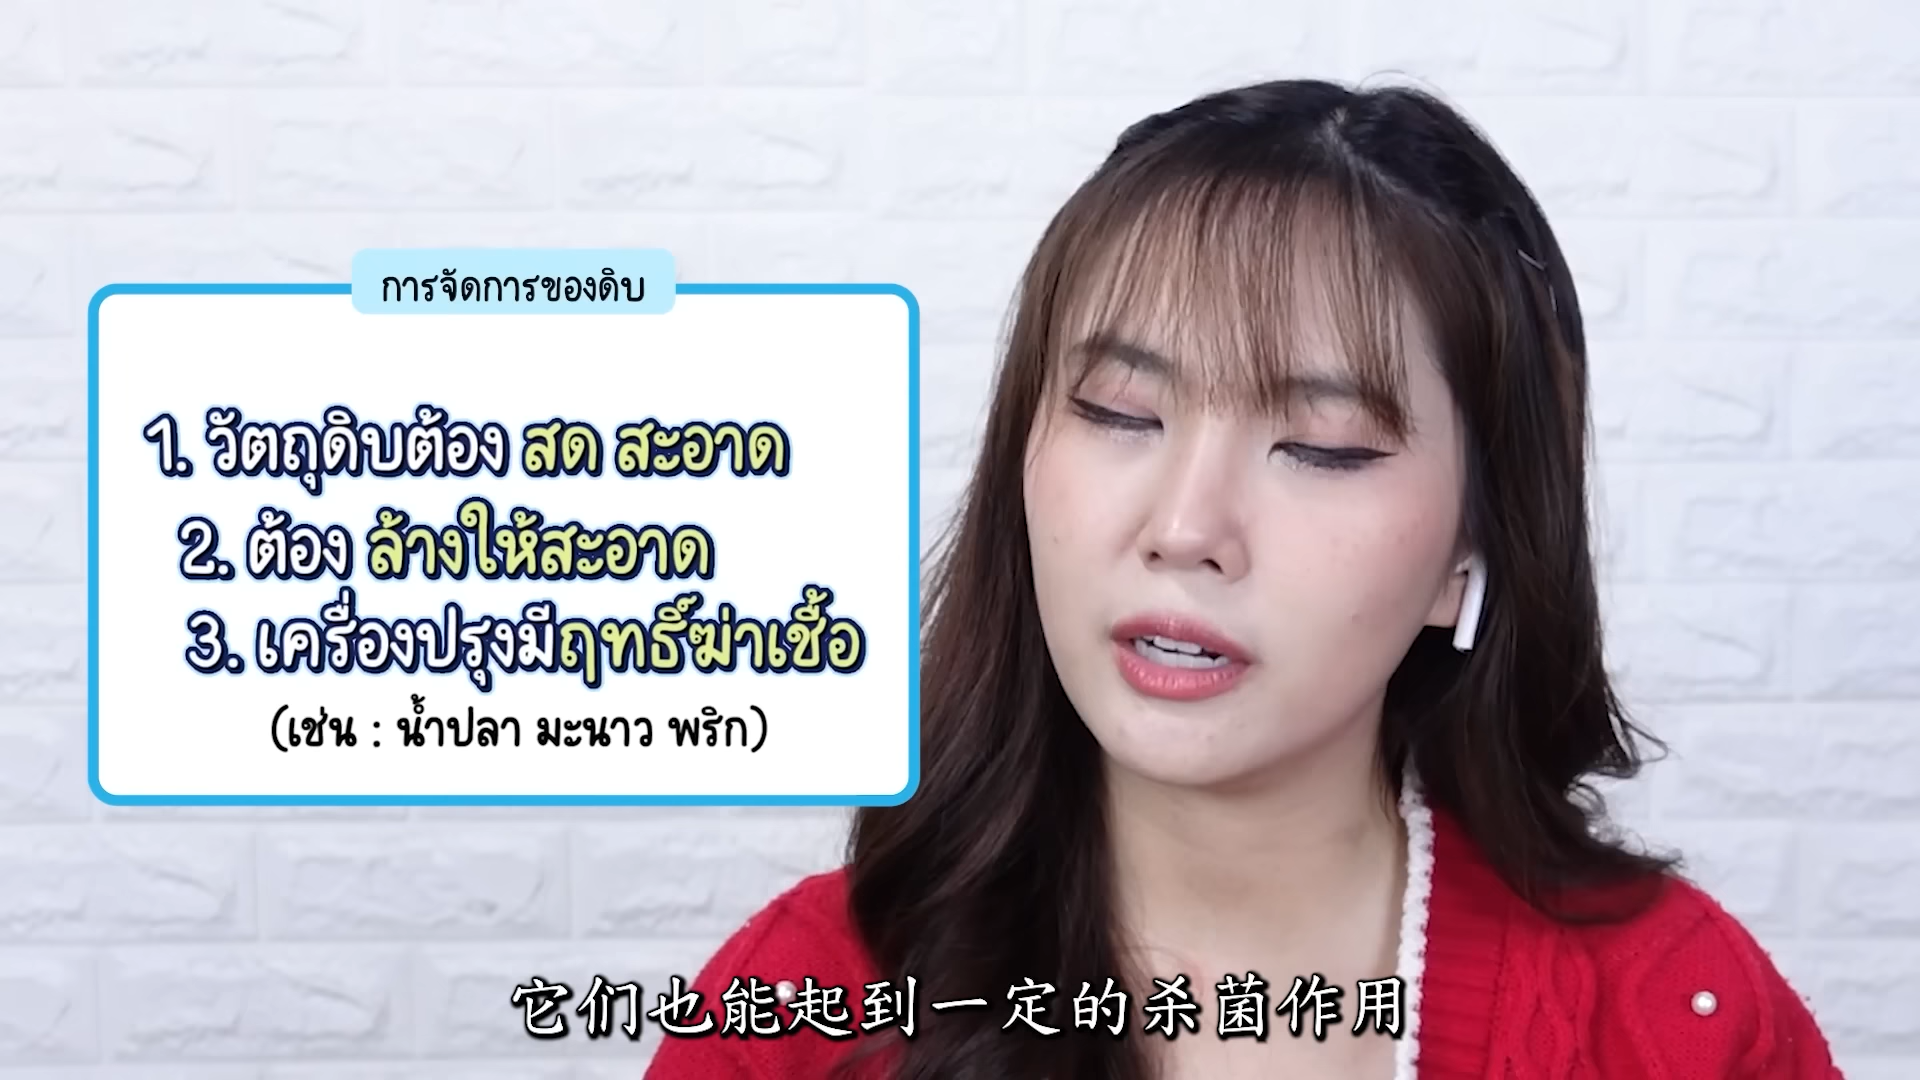 การจัดการของดิบ
1. วัตถุดิบต้อง สด สะอาด
2. ต้อง ล้างให้สะอาด
3. เครื่องปรุงมีฤทธิ์ฆ่าเชื้อ
(เช่น : น้ำปลา มะนาว พริก)
它们也能起到一定的杀菌作用